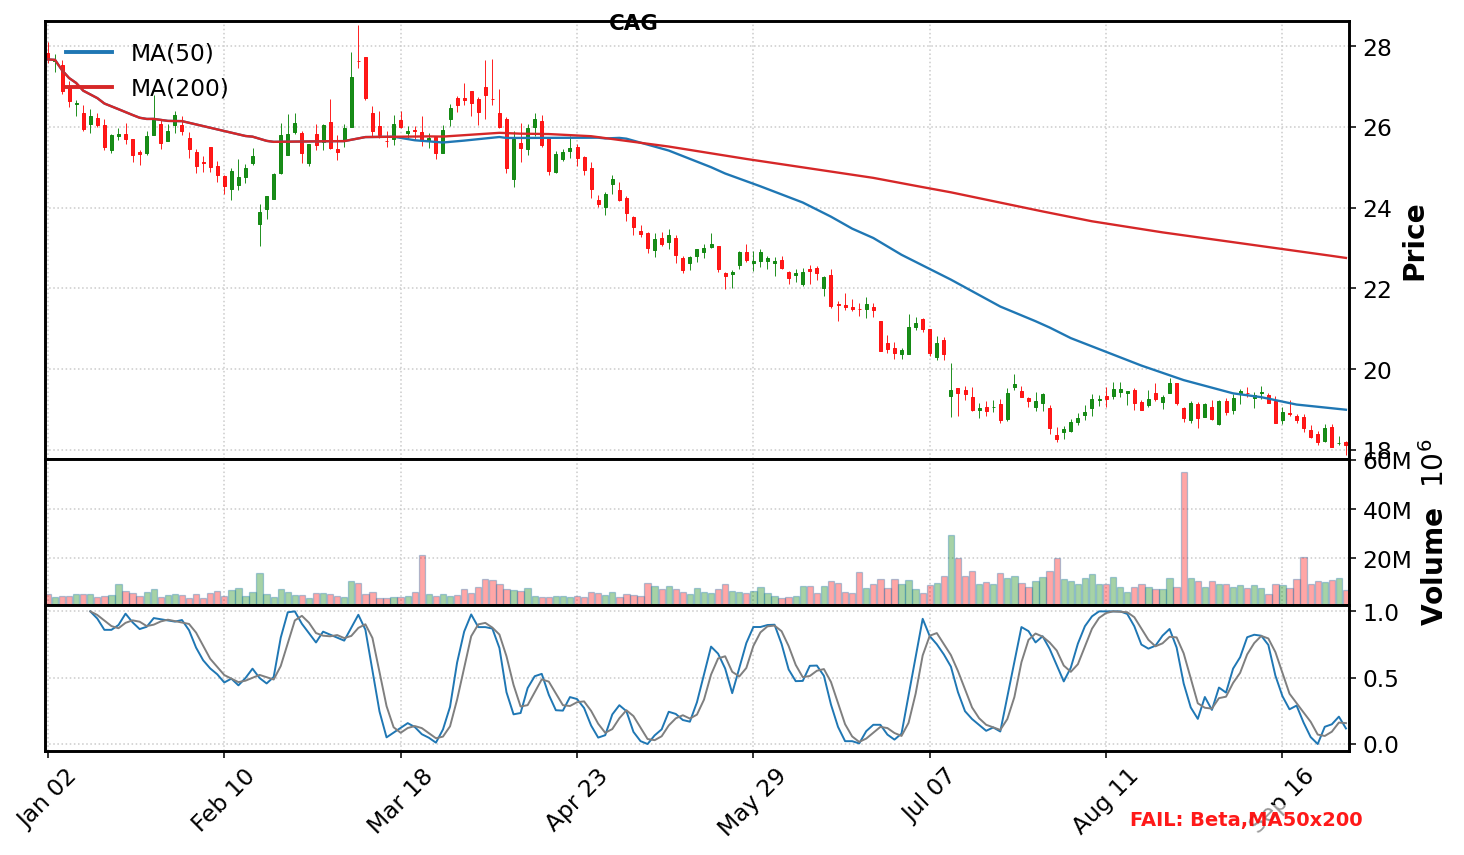 CAG
MA(50)
MA(200)
28
26
24
22
20
18
Price
60M
40M
20M
Volume 10^6
1.0
0.5
0.0
Jan 02
Feb 10
Mar 18
Apr 23
May 29
Jul 07
Aug 11
Sep 16
FAIL: Beta,MA50x200